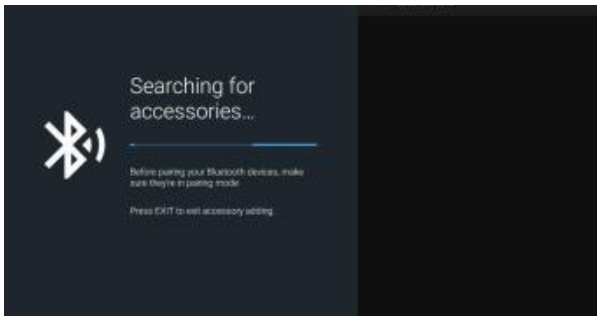 Searching for
accessories...
Before pairing your Bluetooth devices, make
sure they're in pairing mode.
Press EXIT to exit accessory adding.